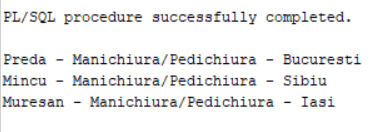 PL/SQL procedure successfully completed.
Preda - Manichiura/Pedichiura - Bucuresti
Mincu - Manichiura/Pedichiura - Sibiu
Muresan - Manichiura/Pedichiura - Iasi